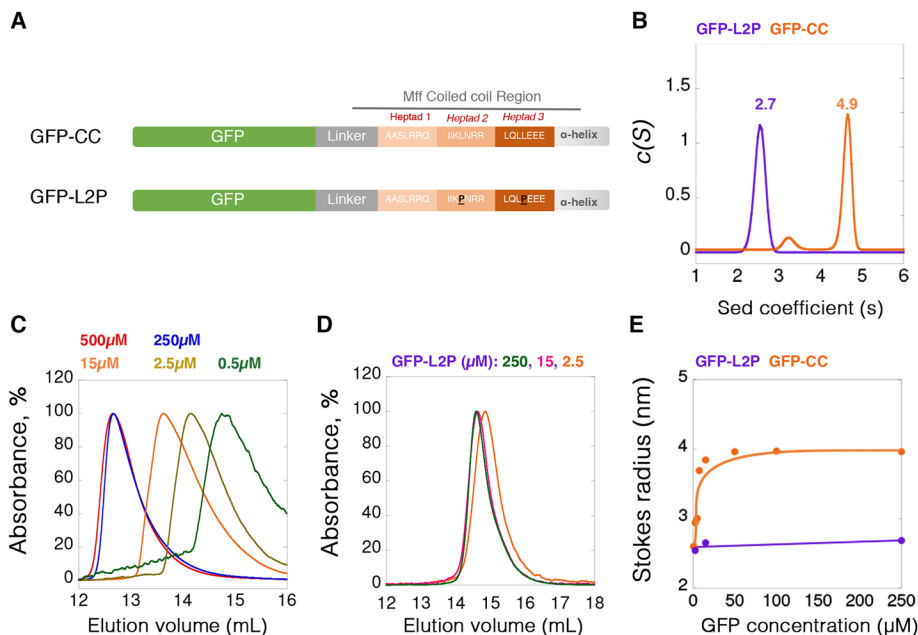 A
Mff Coiled coil Region
Heptad 1 Heptad 2 Heptad 3
GFP-CC GFP Linker AASLRRQ IIKLNRR LQLLEEE α-helix
GFP-L2P GFP Linker AASLRRQ IIKPNRR LQLPEEE α-helix
B
GFP-L2P GFP-CC
c(S)
1.5
1
0.5
0
2.7 4.9
1 2 3 4 5 6
Sed coefficient (s)
C
500µM 250µM
15µM 2.5µM 0.5µM
Absorbance, %
120
100
80
60
40
20
0
12 13 14 15 16
Elution volume (mL)
D
GFP-L2P (µM): 250, 15, 2.5
Absorbance, %
120
100
80
60
40
20
0
12 13 14 15 16 17 18
Elution volume (mL)
E
GFP-L2P GFP-CC
Stokes radius (nm)
5
4
3
2
0 50 100 150 200 250
GFP concentration (µM)